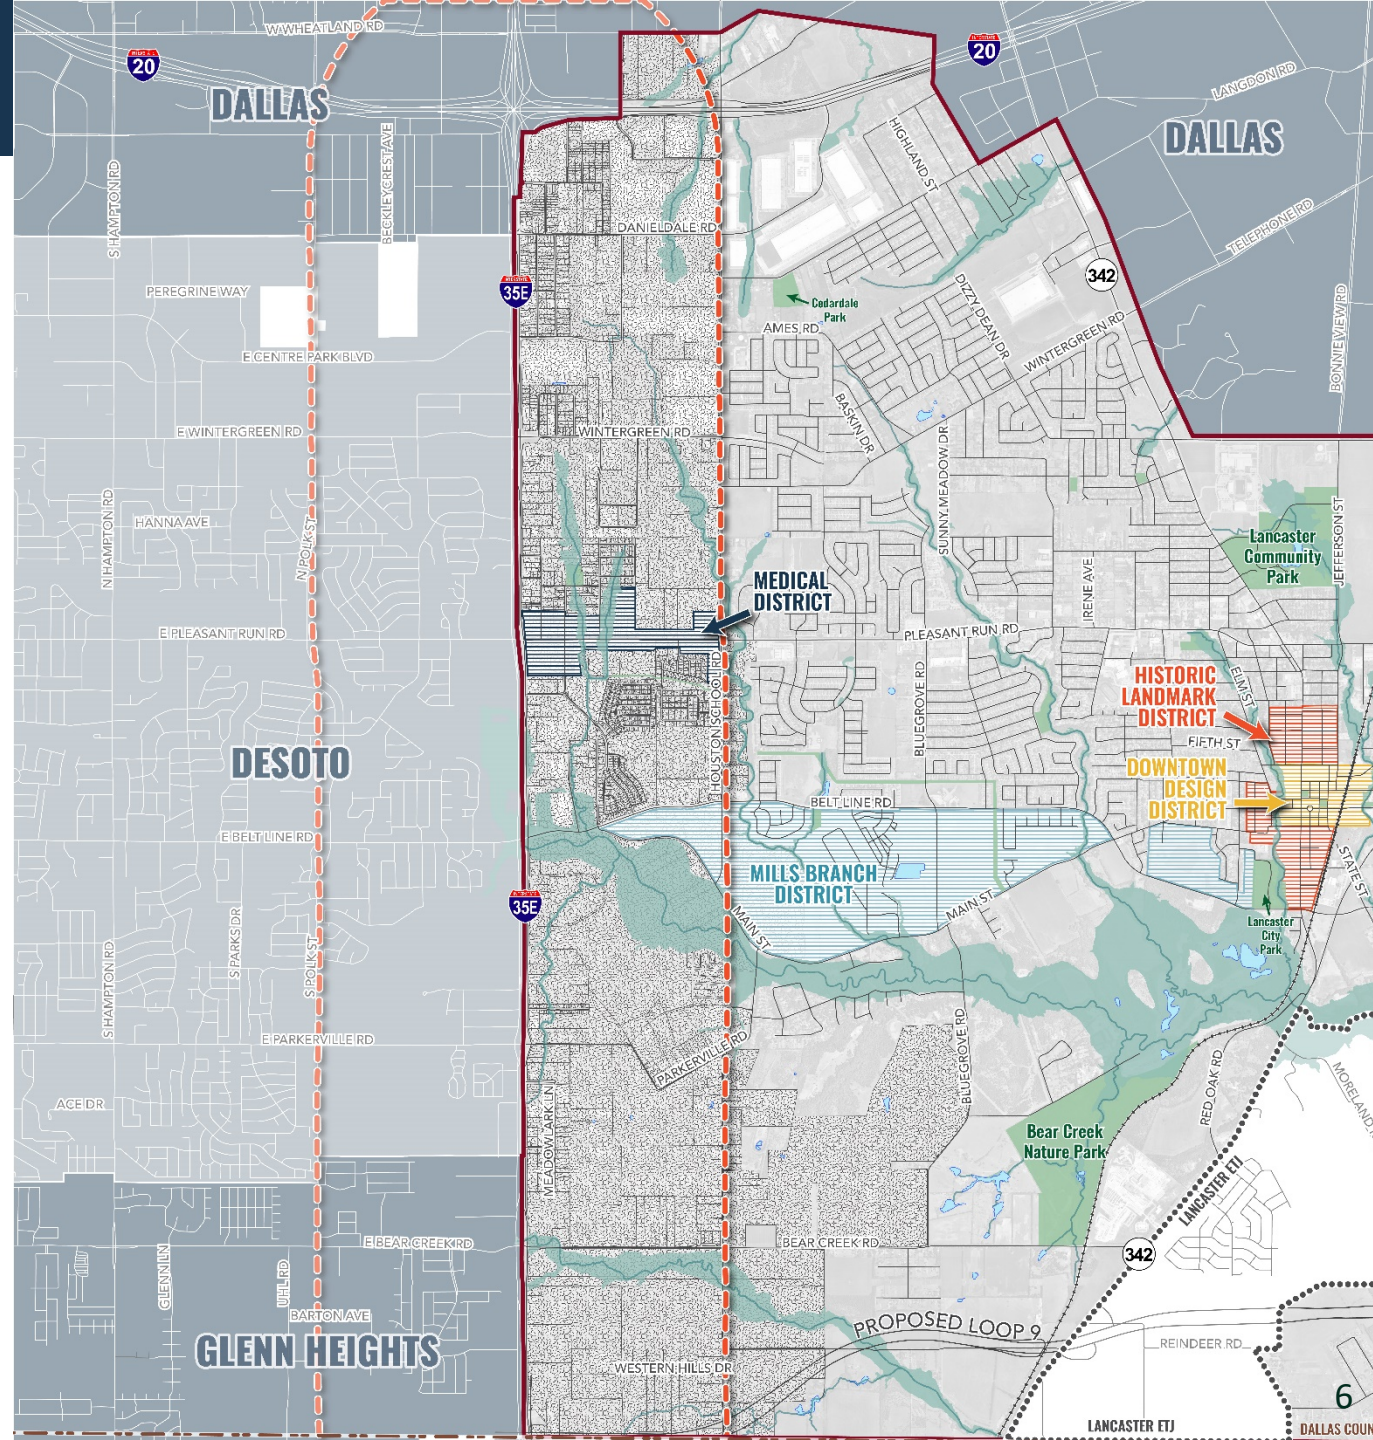 W WHEATLAND RD
INTERSTATE
20
INTERSTATE
20
DALLAS
LANGDON RD
DALLAS
HIGHLAND ST
BECKLEYCREST AVE
S HAMPTON RD
DANIELDALE RD
TELEPHONE RD
342
35E
PEREGRINE WAY
Cedardale
Park
DIZZY DEAN DR
AMES RD
WINTERGREEN RD
BONNIE VIEW RD
E CENTRE PARK BLVD
BASKIN DR
E WINTERGREEN RD
WINTERGREEN RD
SUNNY MEADOW DR
N HAMPTON RD
HANNA AVE
N POLK ST
JEFFERSON ST
Lancaster
Community
Park
MEDICAL
DISTRICT
IRENE AVE
E PLEASANT RUN RD
PLEASANT RUN RD
HISTORIC
LANDMARK
DISTRICT
ELM ST
S HOUSTON SCHOOL RD
BLUEGROVE RD
FIFTH ST
DESOTO
DOWNTOWN
DESIGN
DISTRICT
BELT LINE RD
E BELT LINE RD
MILLS BRANCH
DISTRICT
STATE ST
35E
MAIN ST
MAIN ST
Lancaster
City
Park
S PARKS DR
S POLK ST
S HAMPTON RD
E PARKERVILLE RD
PARKERVILLE RD
BLUEGROVE RD
RED OAK RD
ACE DR
MEADOWLARK LN
Bear Creek
Nature Park
LANCASTER ETJ
E BEAR CREEK RD
BEAR CREEK RD
342
GLENN LN
UHL RD
BARTON AVE
PROPOSED LOOP 9
GLENN HEIGHTS
REINDEER RD
WESTERN HILLS DR
6
LANCASTER ETJ
DALLAS COUN